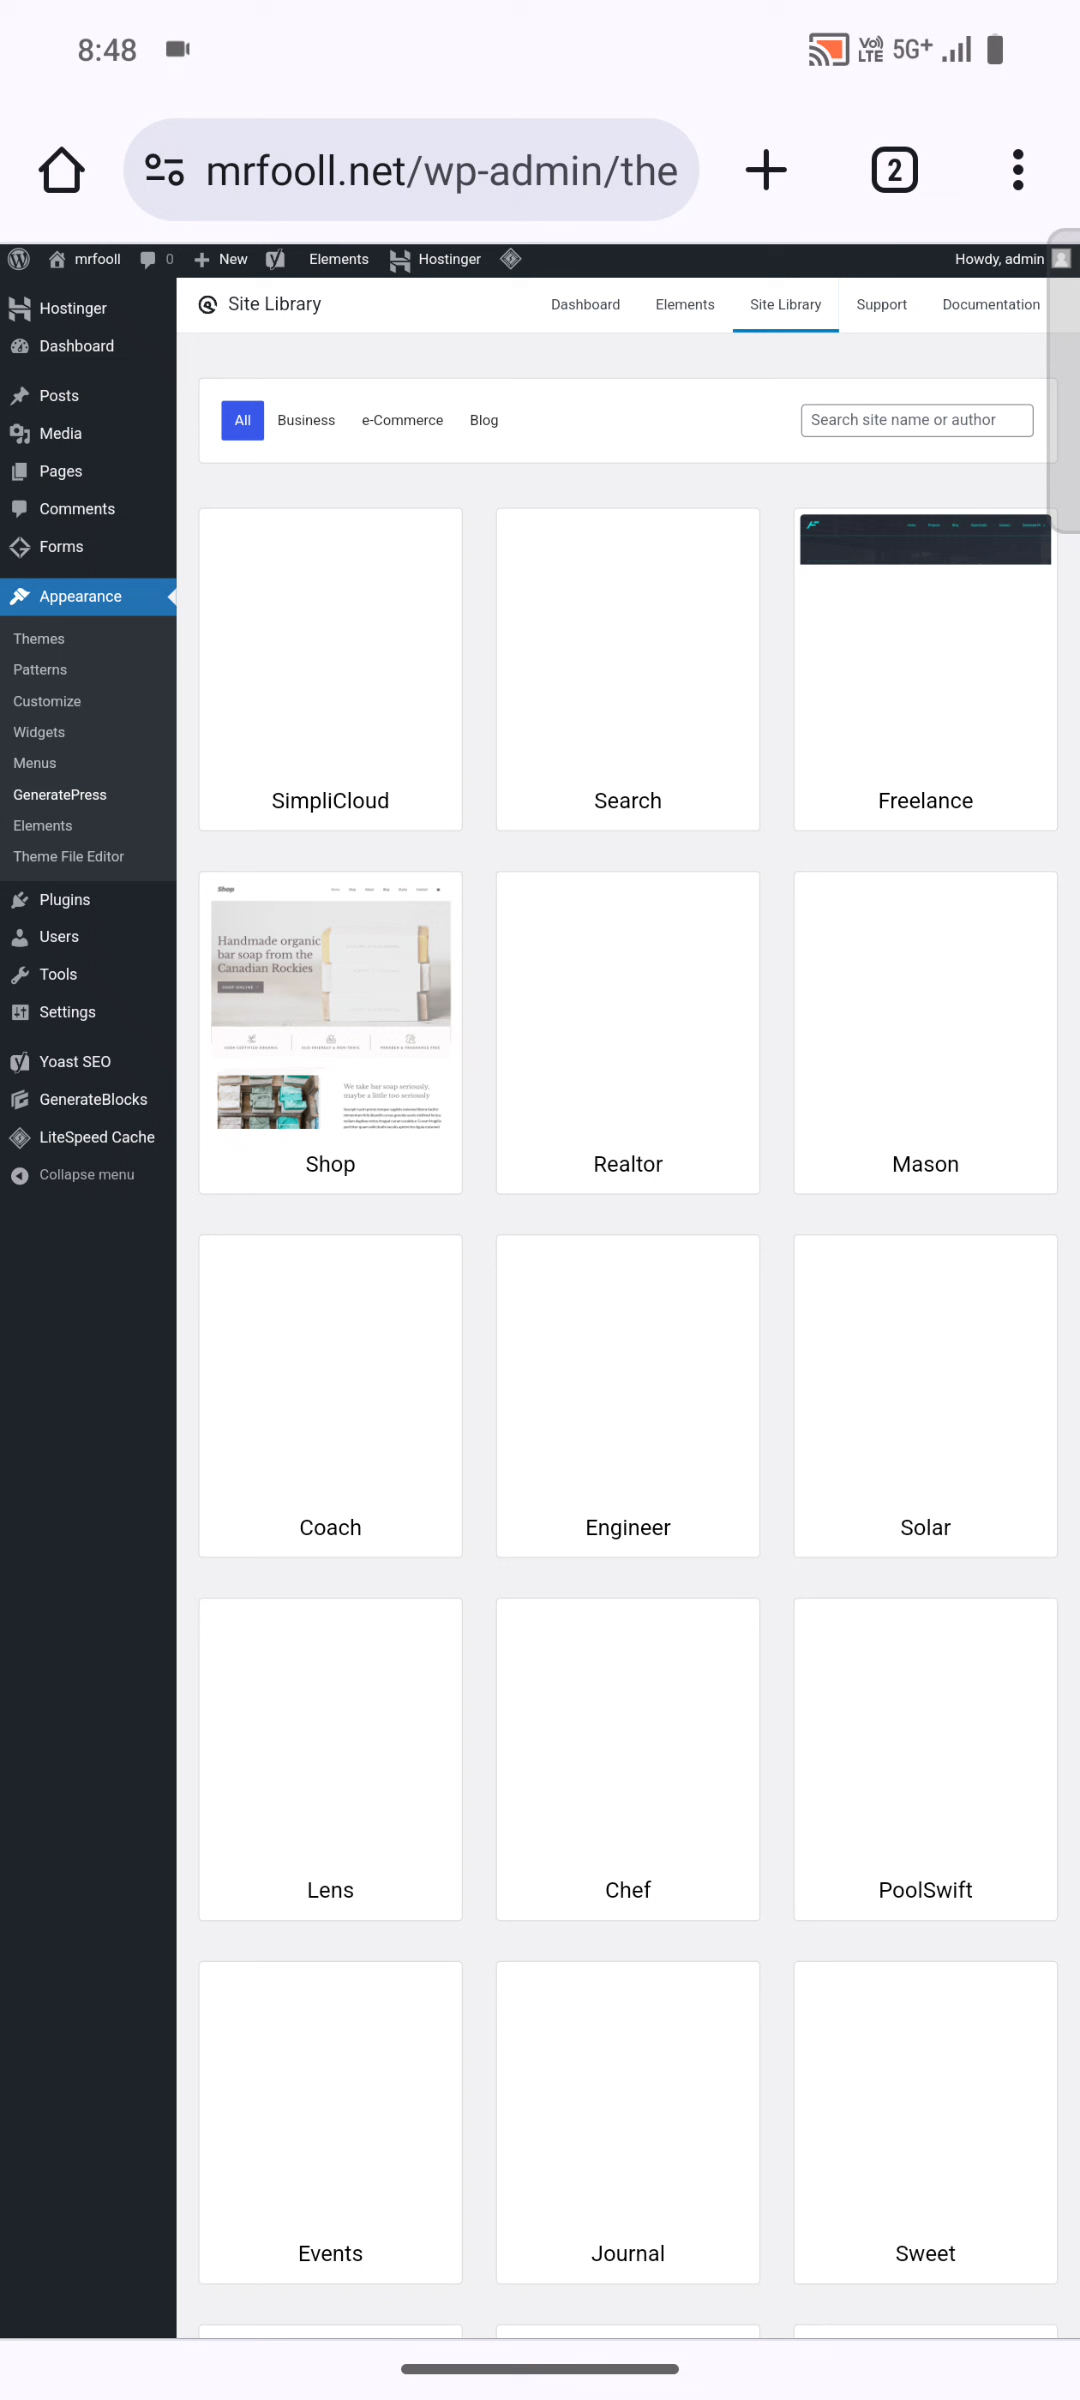 8:48
Vo)) LTE 5G+
mrfooll.net/wp-admin/the
2
mrfooll 0 New Elements Hostinger Howdy, admin
Hostinger
Dashboard
Posts
Media
Pages
Comments
Forms
Appearance
Themes
Patterns
Customize
Widgets
Menus
GeneratePress
Elements
Theme File Editor
Plugins
Users
Tools
Settings
Yoast SEO
GenerateBlocks
LiteSpeed Cache
Collapse menu
Site Library
Dashboard Elements Site Library Support Documentation
All Business e-Commerce Blog
Search site name or author
SimpliCloud Search Freelance
Shop
Handmade organic
bar soap from the
Canadian Rockies
SHOP ONLINE
We take bar soap seriously,
maybe a little too seriously
Shop Realtor Mason
Coach Engineer Solar
Lens Chef PoolSwift
Events Journal Sweet